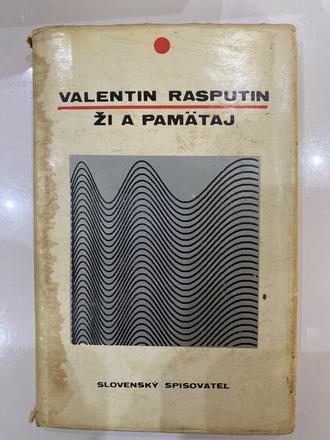 VALENTIN RASPUTIN
ŽI A PAMÄTAJ
SLOVENSKÝ SPISOVATEĽ